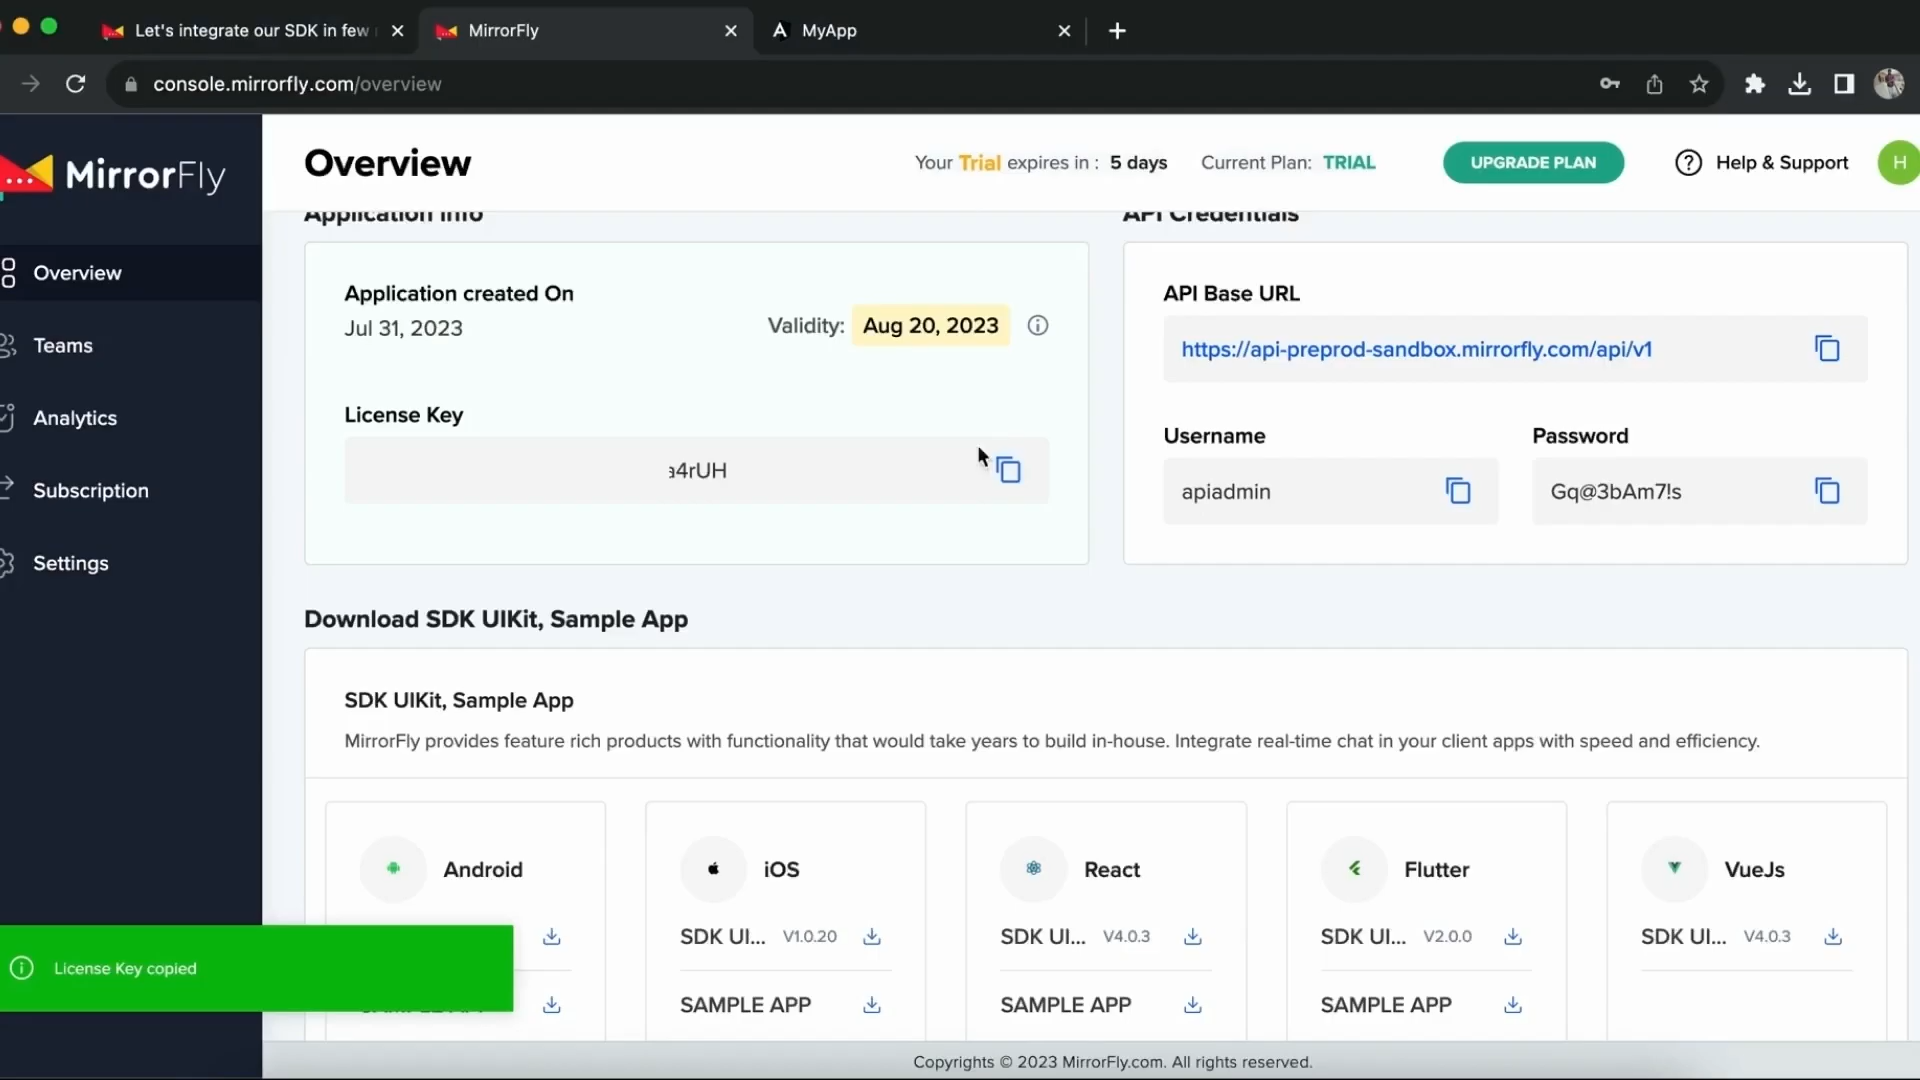 Let's integrate our SDK in few
MirrorFly
MyApp
console.mirrorfly.com/overview
MirrorFly
Overview
Your Trial expires in : 5 days
Current Plan: TRIAL
UPGRADE PLAN
Help & Support
H
Overview
Teams
Analytics
Subscription
Settings
Application Info
Application created On
Jul 31, 2023
Validity: Aug 20, 2023
License Key
a4rUH
API Credentials
API Base URL
https://api-preprod-sandbox.mirrorfly.com/api/v1
Username
Password
apiadmin
Gq@3bAm7!s
Download SDK UIKit, Sample App
SDK UIKit, Sample App
MirrorFly provides feature rich products with functionality that would take years to build in-house. Integrate real-time chat in your client apps with speed and efficiency.
Android
SAMPLE APP
iOS
SDK UI... V1.0.20
SAMPLE APP
React
SDK UI... V4.0.3
SAMPLE APP
Flutter
SDK UI... V2.0.0
SAMPLE APP
VueJs
SDK UI... V4.0.3
License Key copied
Copyrights © 2023 MirrorFly.com. All rights reserved.